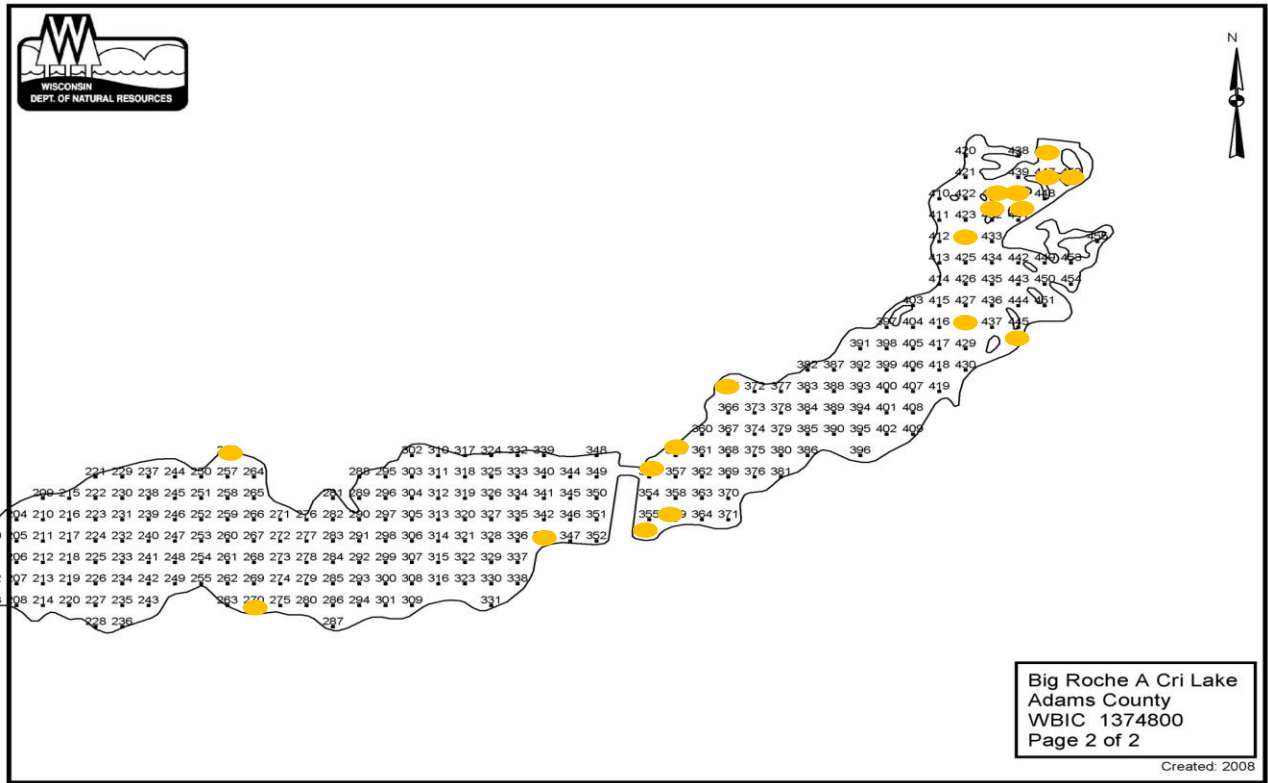 WISCONSIN
DEPT. OF NATURAL RESOURCES
N
420 438
421 439
410 422 448
411 423
412 433 455
413 425 434 442 449 453
414 426 435 443 450 454
403 415 427 436 444 451
397 404 416 437 445
391 398 405 417 429
382 387 392 399 406 418 430
372 377 383 388 393 400 407 419
366 373 378 384 389 394 401 408
360 367 374 379 385 390 395 402 409
302 310 317 324 332 339 348 361 368 375 380 386 396
221 229 237 244 250 257 264 288 295 303 311 318 325 333 340 344 349 357 362 369 376 381
209 215 222 230 238 245 251 258 265 281 289 296 304 312 319 326 334 341 345 350 354 358 363 370
204 210 216 223 231 239 246 252 259 266 271 276 282 290 297 305 313 320 327 335 342 346 351 355 364 371
205 211 217 224 232 240 247 253 260 267 272 277 283 291 298 306 314 321 328 336 347 352
206 212 218 225 233 241 248 254 261 268 273 278 284 292 299 307 315 322 329 337
207 213 219 226 234 242 249 255 262 269 274 279 285 293 300 308 316 323 330 338
208 214 220 227 235 243 263 270 275 280 286 294 301 309 331
228 236 287
Big Roche A Cri Lake
Adams County
WBIC 1374800
Page 2 of 2
Created: 2008